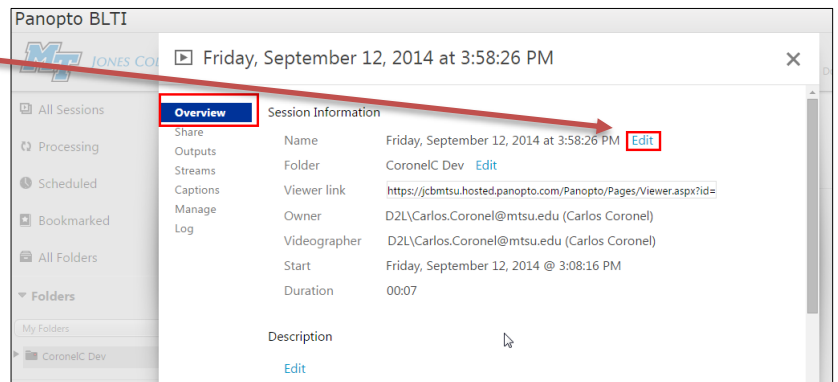 Panopto BLTI
MT JONES COL
Friday, September 12, 2014 at 3:58:26 PM
All Sessions
Processing
Scheduled
Bookmarked
All Folders
Folders
My Folders
CoronelC Dev
Overview
Share
Outputs
Streams
Captions
Manage
Log
Session Information
Name Friday, September 12, 2014 at 3:58:26 PM Edit
Folder CoronelC Dev Edit
Viewer link https://jcbmtsu.hosted.panopto.com/Panopto/Pages/Viewer.aspx?id=
Owner D2L\Carlos.Coronel@mtsu.edu (Carlos Coronel)
Videographer D2L\Carlos.Coronel@mtsu.edu (Carlos Coronel)
Start Friday, September 12, 2014 @ 3:08:16 PM
Duration 00:07
Description
Edit